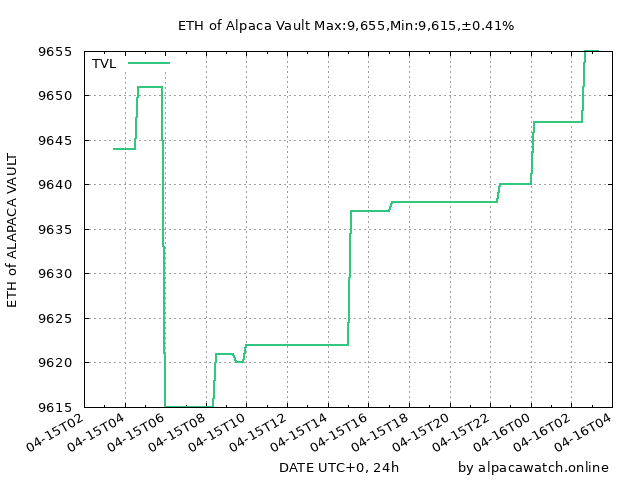 ETH of Alpaca Vault Max:9,655,Min:9,615,±0.41%
TVL
9655
9650
9645
9640
9635
9630
9625
9620
9615
ETH of ALAPACA VAULT
04-15T02
04-15T04
04-15T06
04-15T08
04-15T10
04-15T12
04-15T14
04-15T16
04-15T18
04-15T20
04-15T22
04-16T00
04-16T02
04-16T04
DATE UTC+0, 24h
by alpacawatch.online